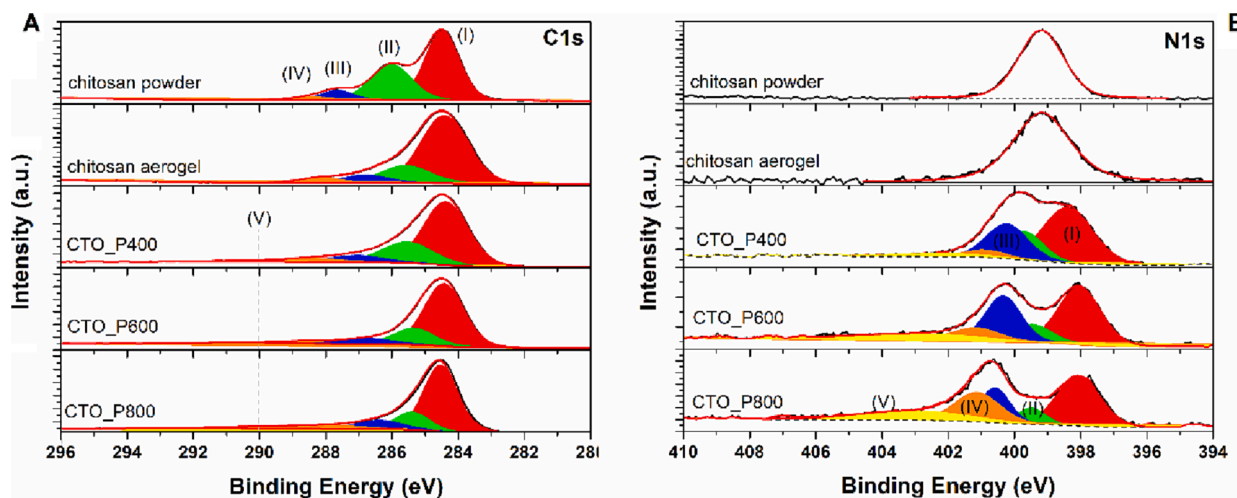 A
C1s
(I)
(II)
(III)
(IV)
chitosan powder
chitosan aerogel
(V)
CTO_P400
CTO_P600
CTO_P800
Intensity (a.u.)
296 294 292 290 288 286 284 282 280
Binding Energy (eV)
N1s
chitosan powder
chitosan aerogel
CTO_P400
(III)
(I)
CTO_P600
CTO_P800
(V)
(IV)
(II)
Intensity (a.u.)
410 408 406 404 402 400 398 396 394
Binding Energy (eV)